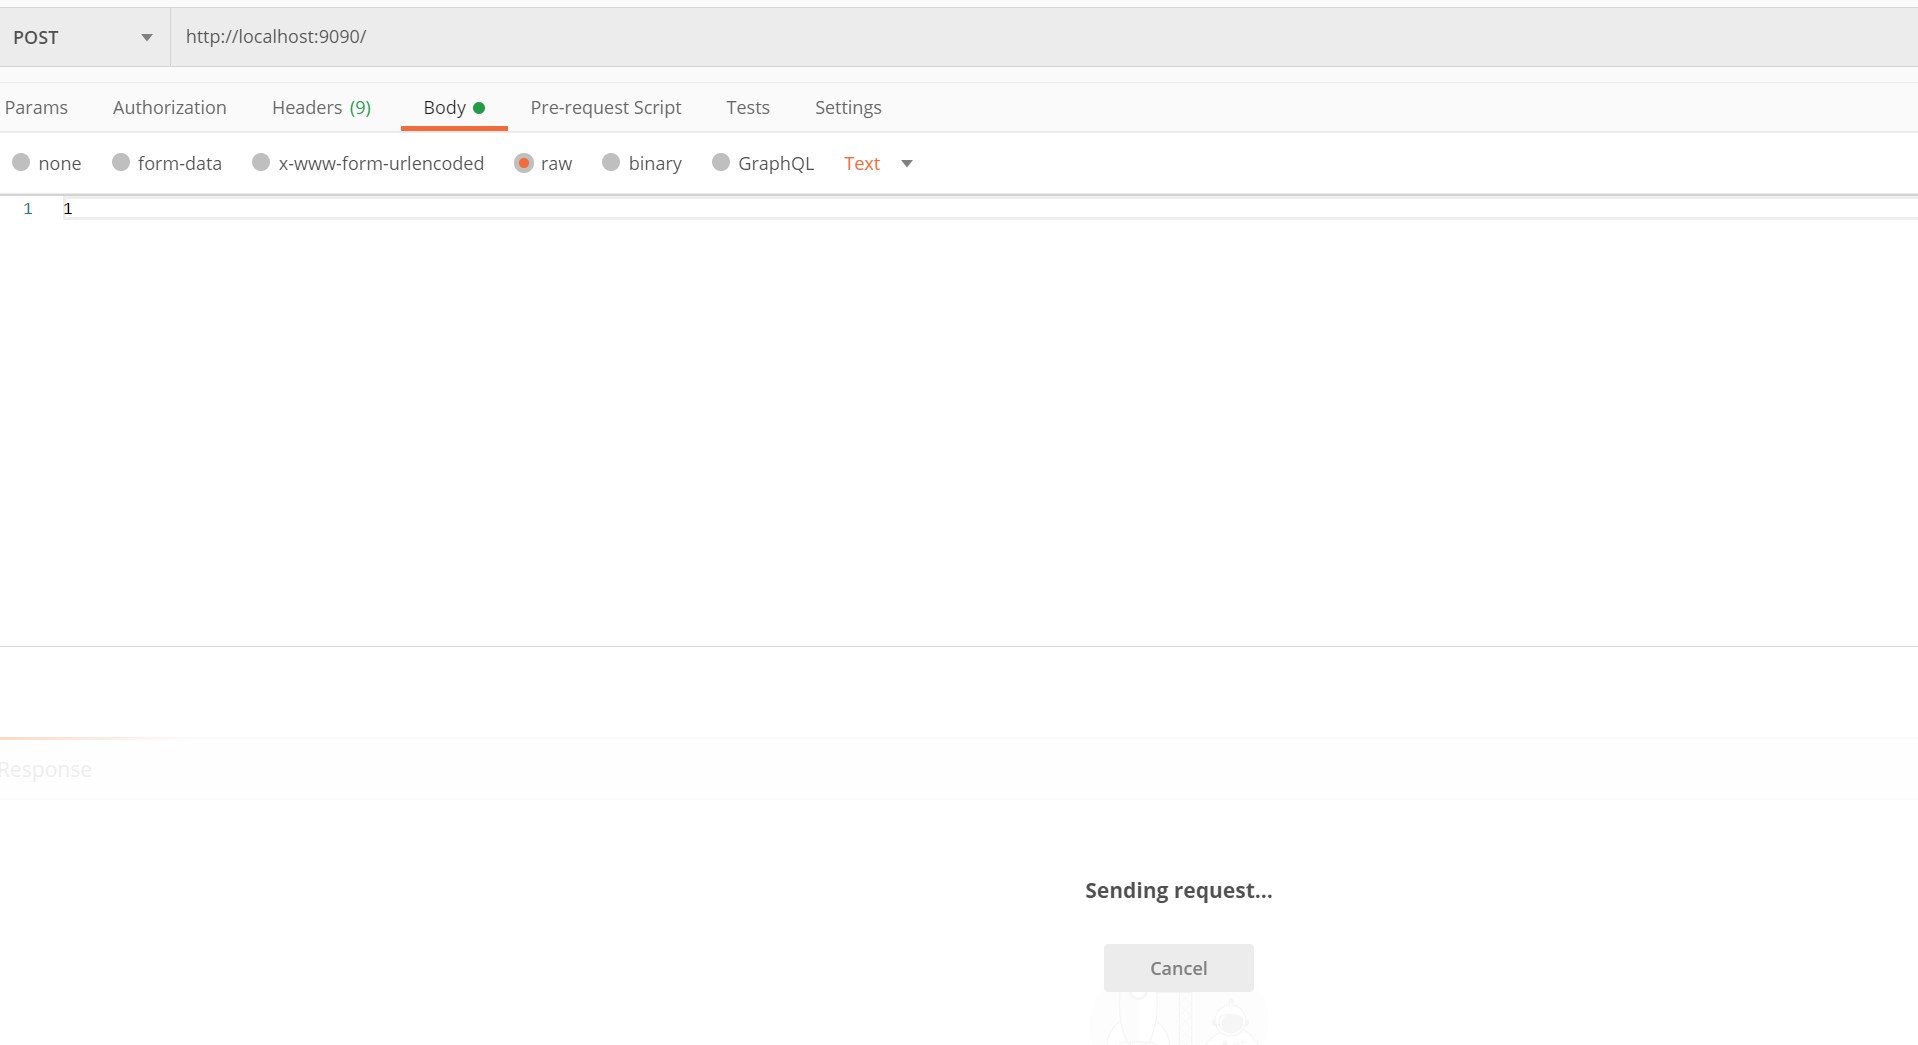 POST http://localhost:9090/
Params Authorization Headers (9) Body Pre-request Script Tests Settings
none form-data x-www-form-urlencoded raw binary GraphQL Text
1 1
Response
Sending request...
Cancel